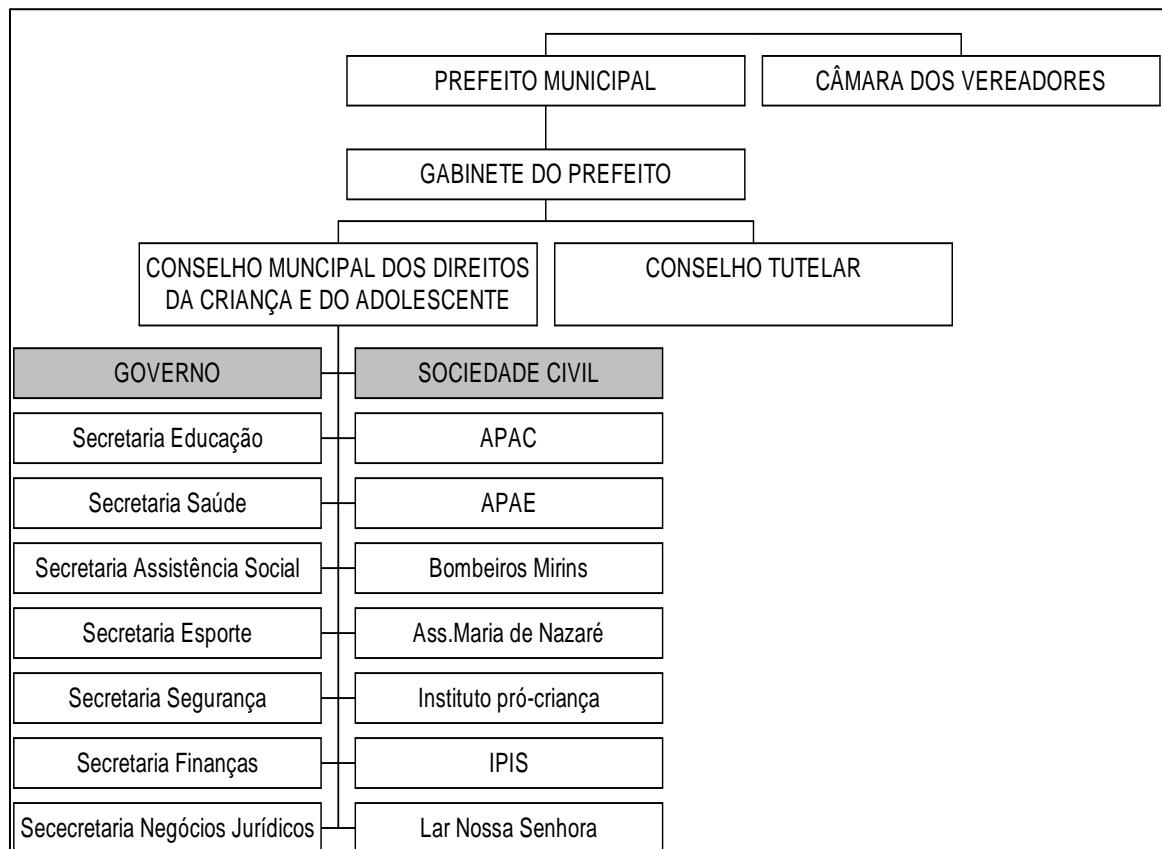 PREFEITO MUNICIPAL
CÂMARA DOS VEREADORES
GABINETE DO PREFEITO
CONSELHO MUNCIPAL DOS DIREITOS
DA CRIANÇA E DO ADOLESCENTE
CONSELHO TUTELAR
GOVERNO
SOCIEDADE CIVIL
Secretaria Educação
APAC
Secretaria Saúde
APAE
Secretaria Assistência Social
Bombeiros Mirins
Secretaria Esporte
Ass.Maria de Nazaré
Secretaria Segurança
Instituto pró-criança
Secretaria Finanças
IPIS
Sececretaria Negócios Jurídicos
Lar Nossa Senhora